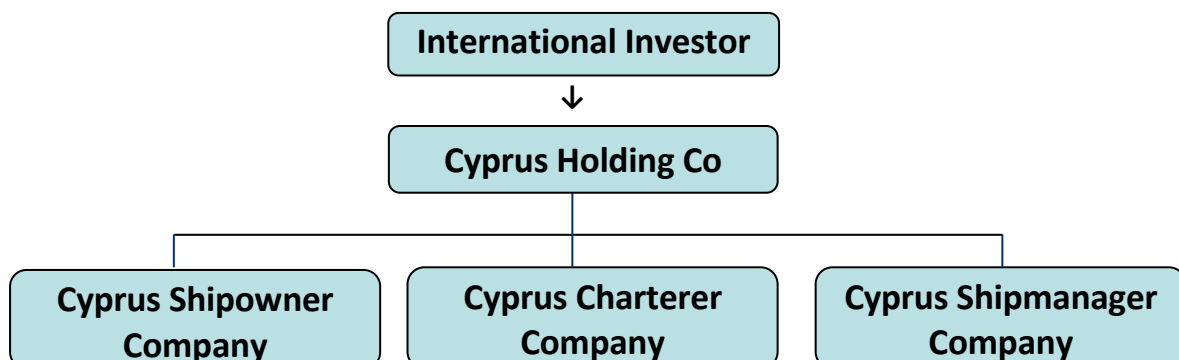 International Investor
Cyprus Holding Co
Cyprus Shipowner
Company
Cyprus Charterer
Company
Cyprus Shipmanager
Company